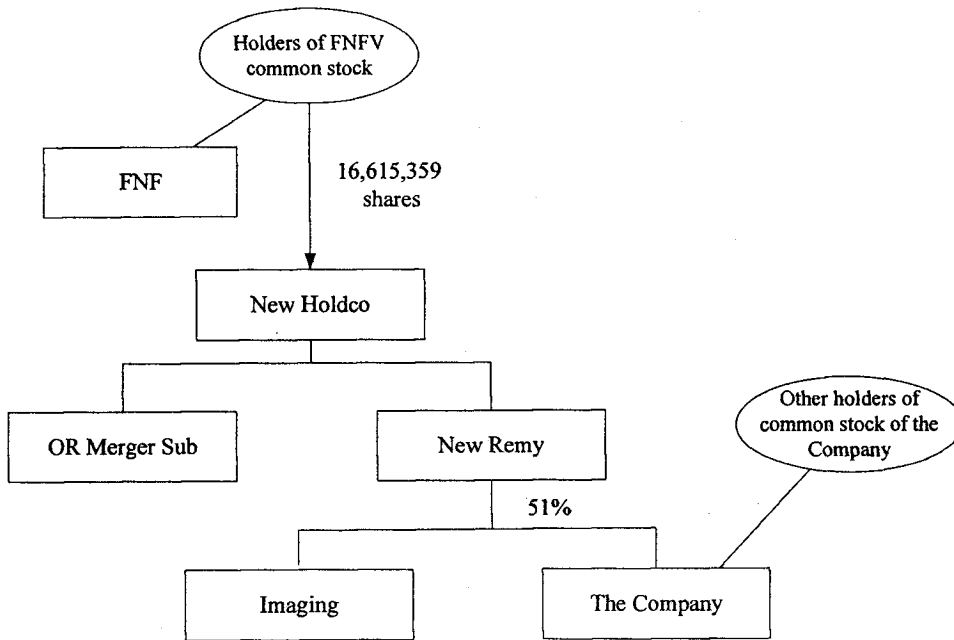 Holders of FNFV
common stock
FNF
16,615,359
shares
New Holdco
OR Merger Sub
New Remy
Other holders of
common stock of the
Company
51%
Imaging
The Company